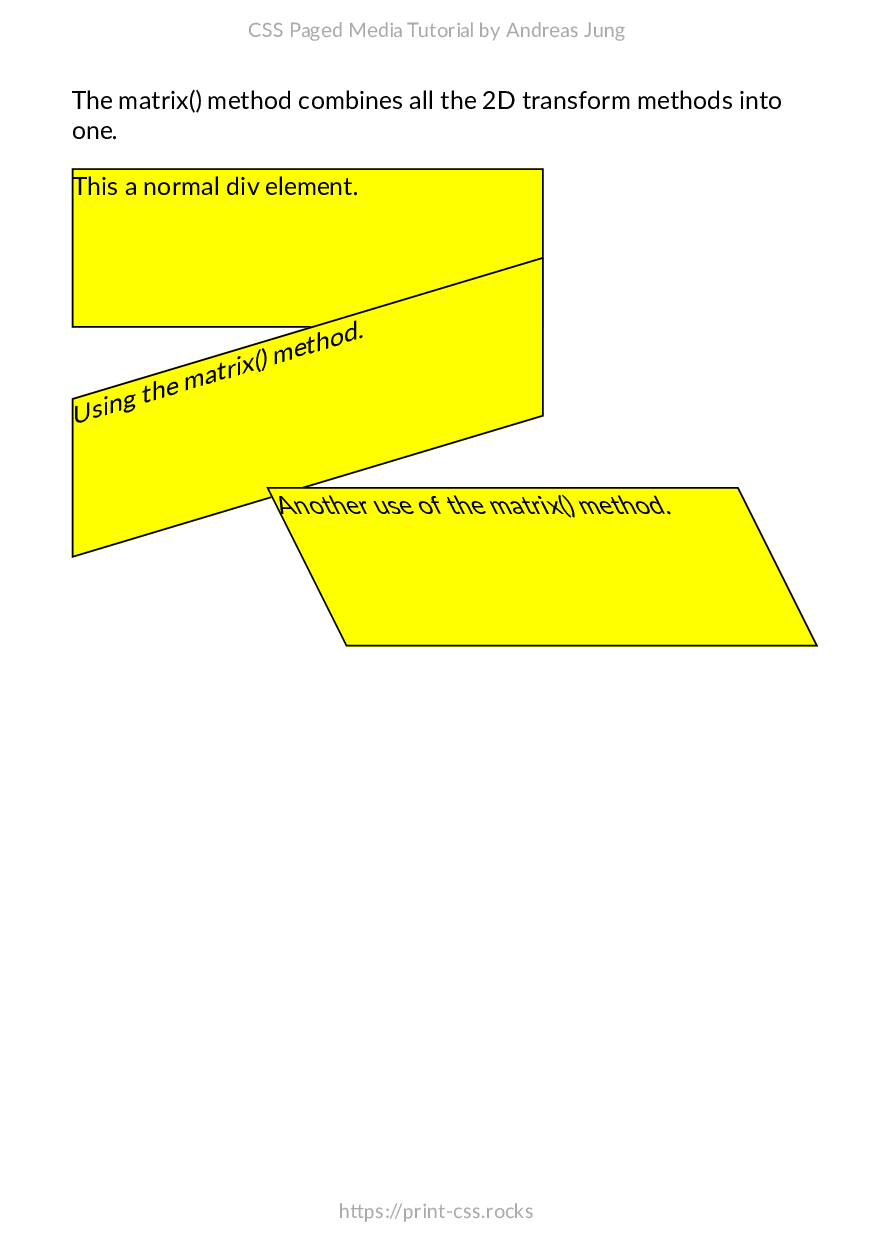 CSS Paged Media Tutorial by Andreas Jung
The matrix() method combines all the 2D transform methods into
one.
This a normal div element.
Using the matrix() method.
Another use of the matrix() method.
https://print-css.rocks